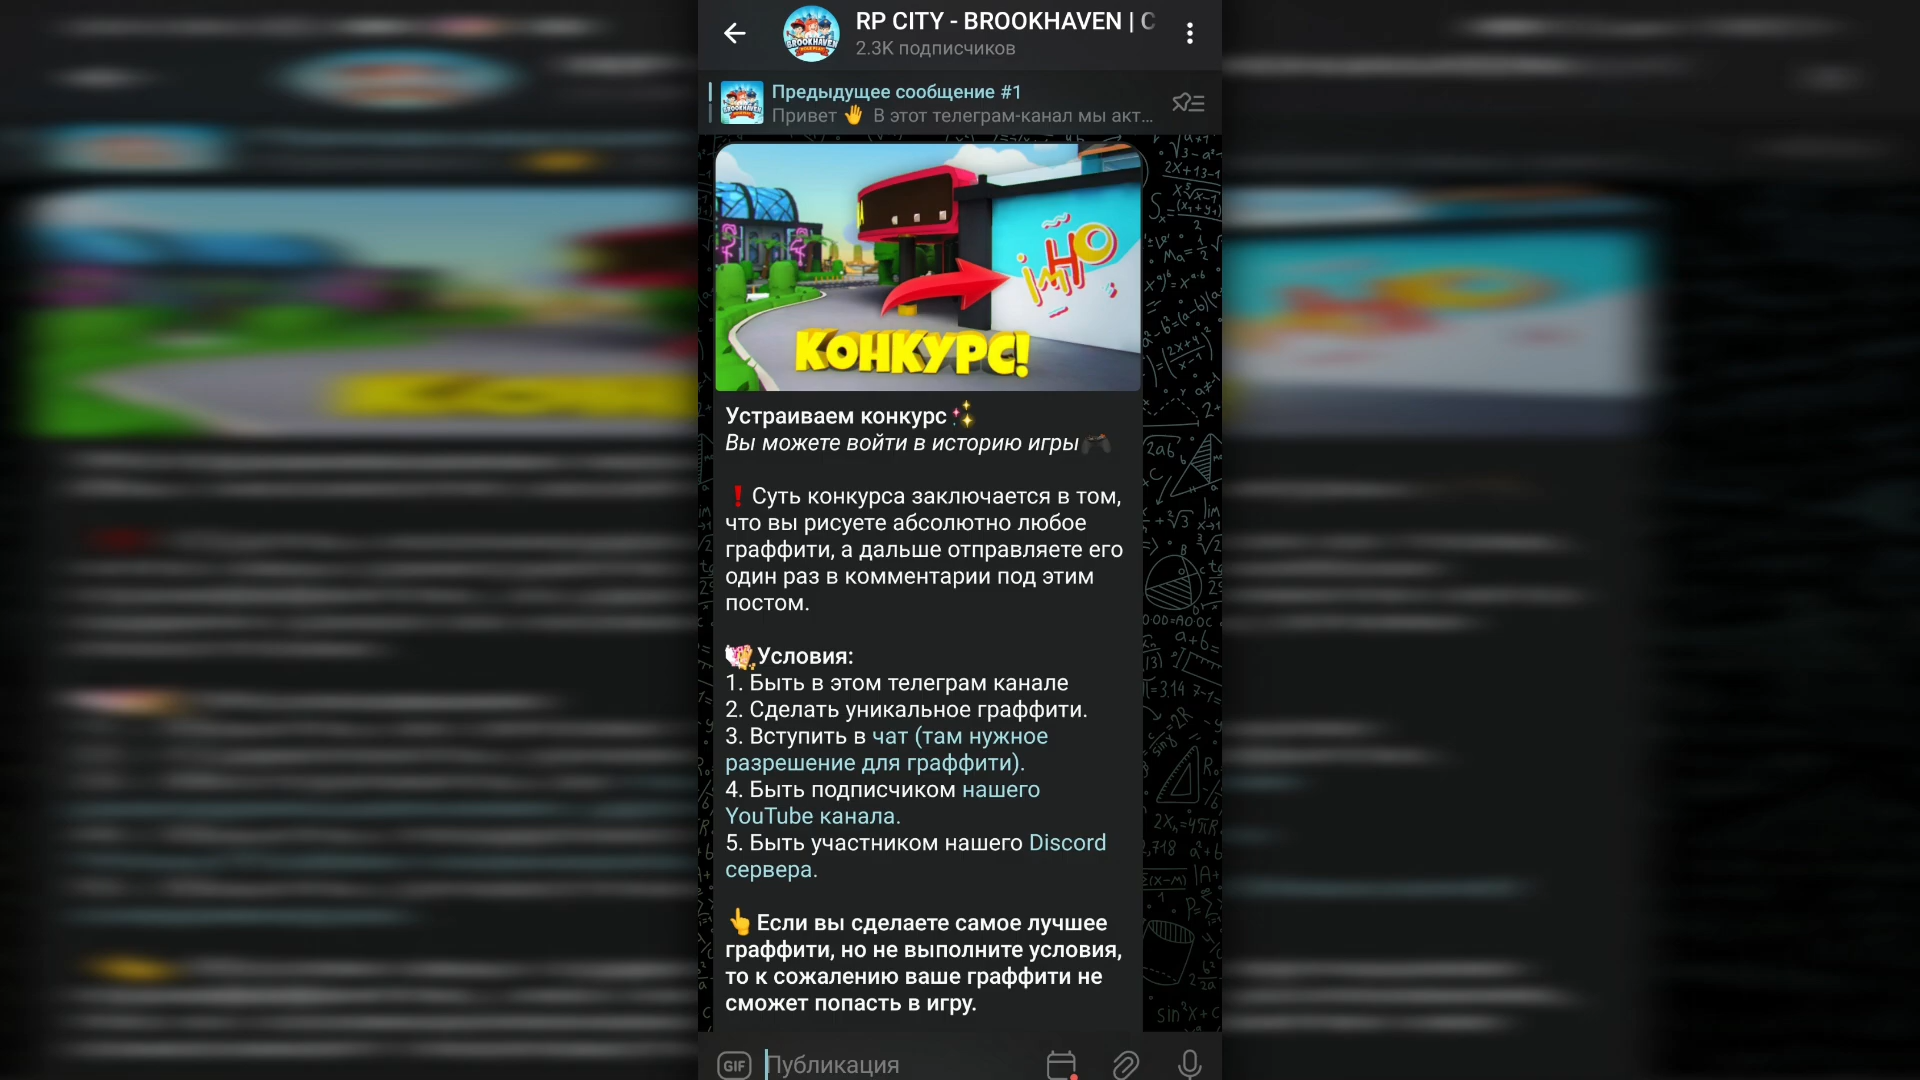 RP CITY - BROOKHAVEN | C
2.3K подписчиков
Предыдущее сообщение #1
Привет 👋 В этот телеграм-канал мы акт...
iMHO
КОНКУРС!
Устраиваем конкурс✨
Вы можете войти в историю игры🎮
❗Суть конкурса заключается в том,
что вы рисуете абсолютно любое
граффити, а дальше отправляете его
один раз в комментарии под этим
постом.
Условия:
1. Быть в этом телеграм канале
2. Сделать уникальное граффити.
3. Вступить в чат (там нужное
разрешение для граффити).
4. Быть подписчиком нашего
YouTube канала.
5. Быть участником нашего Discord
сервера.
👆Если вы сделаете самое лучшее
граффити, но не выполните условия,
то к сожалению ваше граффити не
сможет попасть в игру.
GIF Публикация